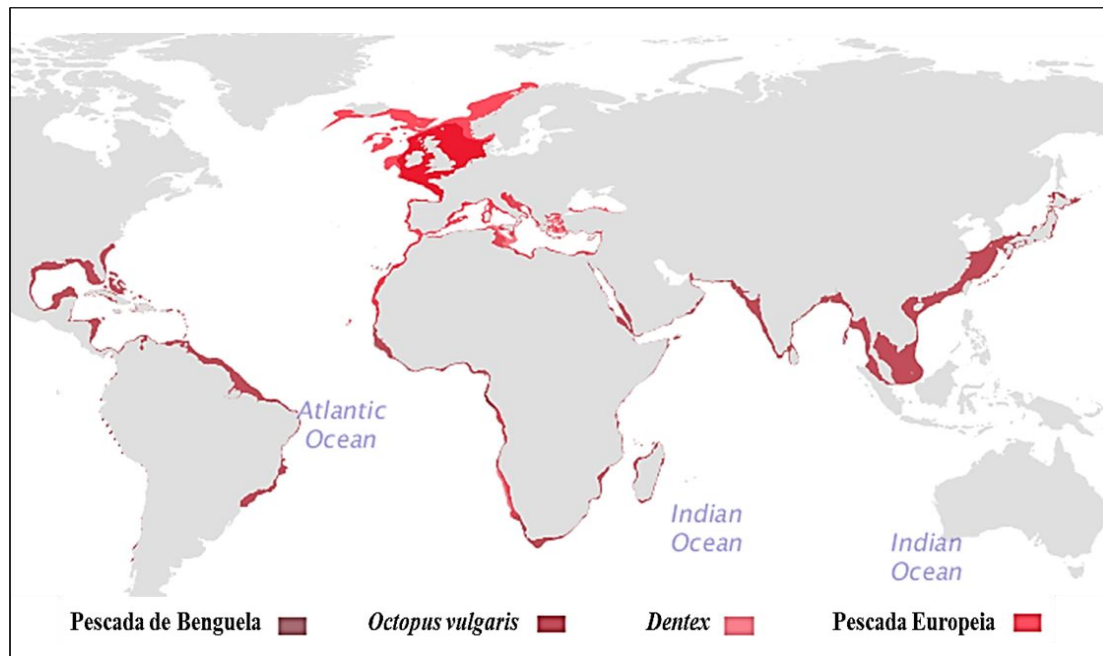 Atlantic
Ocean
Indian
Ocean
Indian
Ocean
Pescada de Benguela Octopus vulgaris Dentex Pescada Europeia